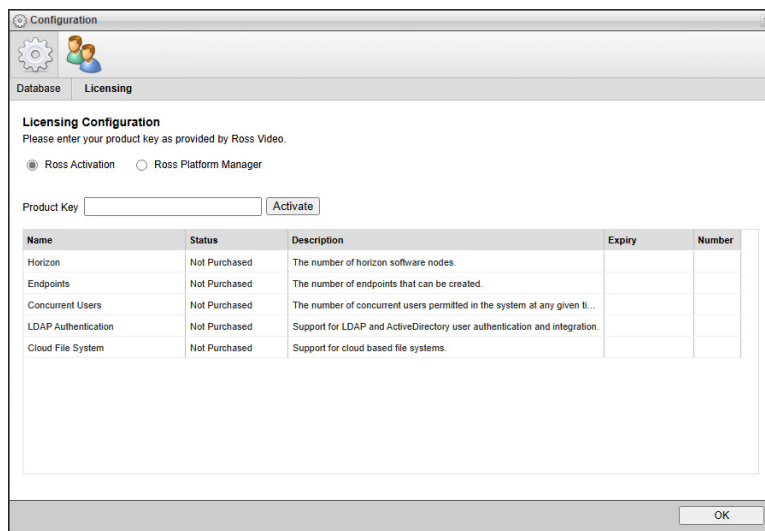 Configuration
Database Licensing
Licensing Configuration
Please enter your product key as provided by Ross Video.
Ross Activation Ross Platform Manager
Product Key Activate
Name Status Description Expiry Number
Horizon Not Purchased The number of horizon software nodes.
Endpoints Not Purchased The number of endpoints that can be created.
Concurrent Users Not Purchased The number of concurrent users permitted in the system at any given ti...
LDAP Authentication Not Purchased Support for LDAP and ActiveDirectory user authentication and integration.
Cloud File System Not Purchased Support for cloud based file systems.
OK